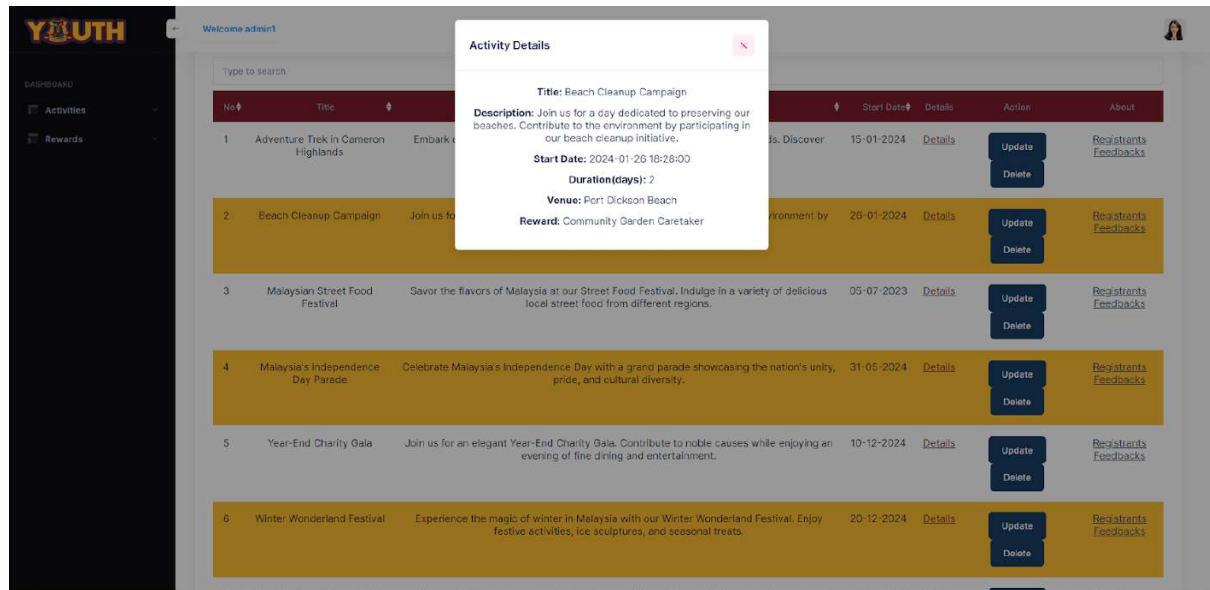 YOUTH
←
Welcome admin1
DASHBOARD
Activities
Rewards
Type to search
No Title Start Date Details Action About
1 Adventure Trek in Cameron Highlands Embark ds. Discover 15-01-2024 Details Update Delete Registrants Feedbacks
2 Beach Cleanup Campaign Join us fo vironment by 26-01-2024 Details Update Delete Registrants Feedbacks
Activity Details
Title: Beach Cleanup Campaign
Description: Join us for a day dedicated to preserving our
beaches. Contribute to the environment by participating in
our beach cleanup initiative.
Start Date: 2024-01-26 18:28:00
Duration(days): 2
Venue: Port Dickson Beach
Reward: Community Garden Caretaker
3 Malaysian Street Food Savor the flavors of Malaysia at our Street Food Festival. Indulge in a variety of delicious 05-07-2023 Details Update Registrants
Festival local street food from different regions. Feedbacks
Delete
4 Malaysia's Independence Celebrate Malaysia's Independence Day with a grand parade showcasing the nation's unity, 31-05-2024 Details Update Registrants
Day Parade pride, and cultural diversity. Feedbacks
Delete
5 Year-End Charity Gala Join us for an elegant Year-End Charity Gala. Contribute to noble causes while enjoying an 10-12-2024 Details Update Registrants
evening of fine dining and entertainment. Feedbacks
Delete
6 Winter Wonderland Festival Experience the magic of winter in Malaysia with our Winter Wonderland Festival. Enjoy 20-12-2024 Details Update Registrants
festive activities, ice sculptures, and seasonal treats. Feedbacks
Delete